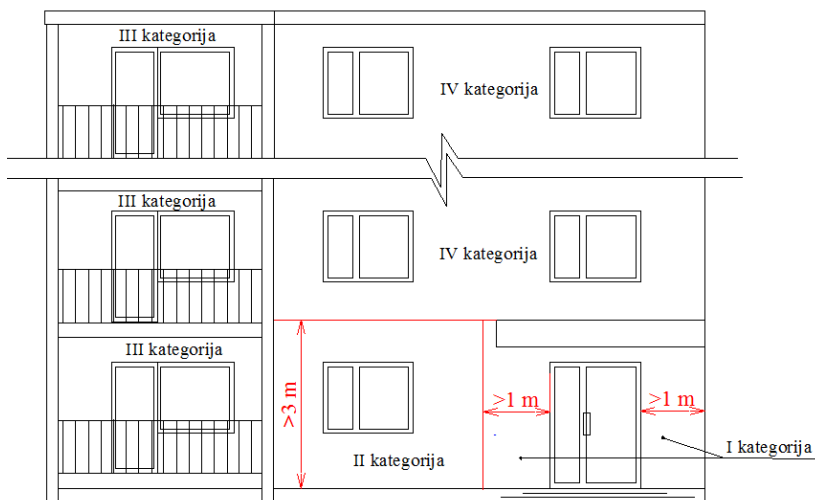 III kategorija
IV kategorija
III kategorija
IV kategorija
III kategorija
>3 m
>1 m
>1 m
II kategorija
I kategorija